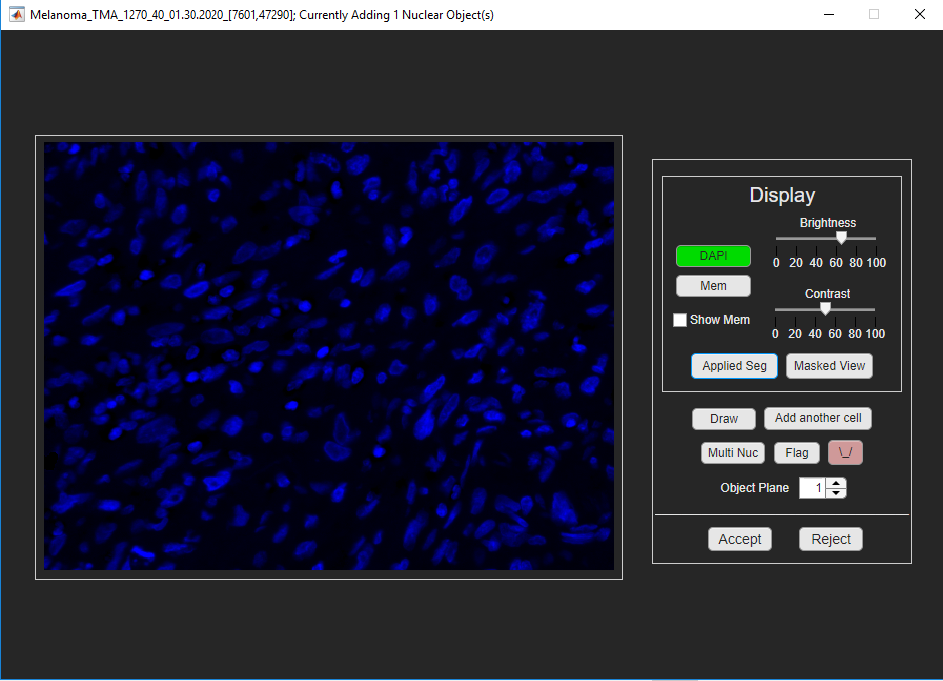 Melanoma_TMA_1270_40_01.30.2020_[7601,47290]; Currently Adding 1 Nuclear Object(s)
Display
Brightness
DAPI
0 20 40 60 80 100
Mem
Contrast
Show Mem
0 20 40 60 80 100
Applied Seg Masked View
Draw Add another cell
Multi Nuc Flag \_/
Object Plane 1
Accept Reject